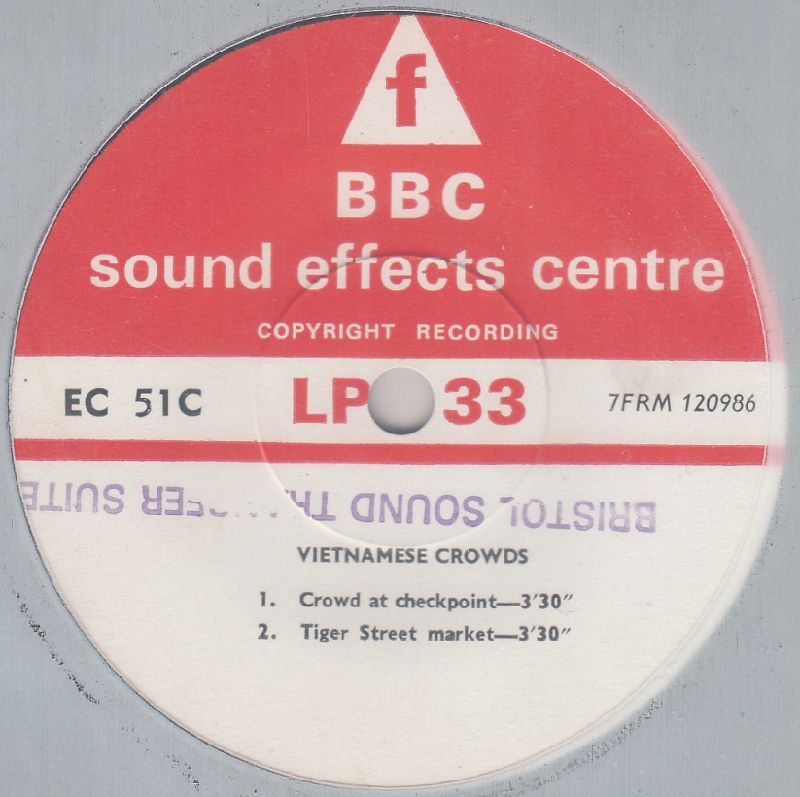 f
BBC
sound effects centre
COPYRIGHT RECORDING
EC 51C LP 33 7FRM 120986
BRISTOL SOUND SUITE
VIETNAMESE CROWDS
1. Crowd at checkpoint—3′30″
2. Tiger Street market—3′30″